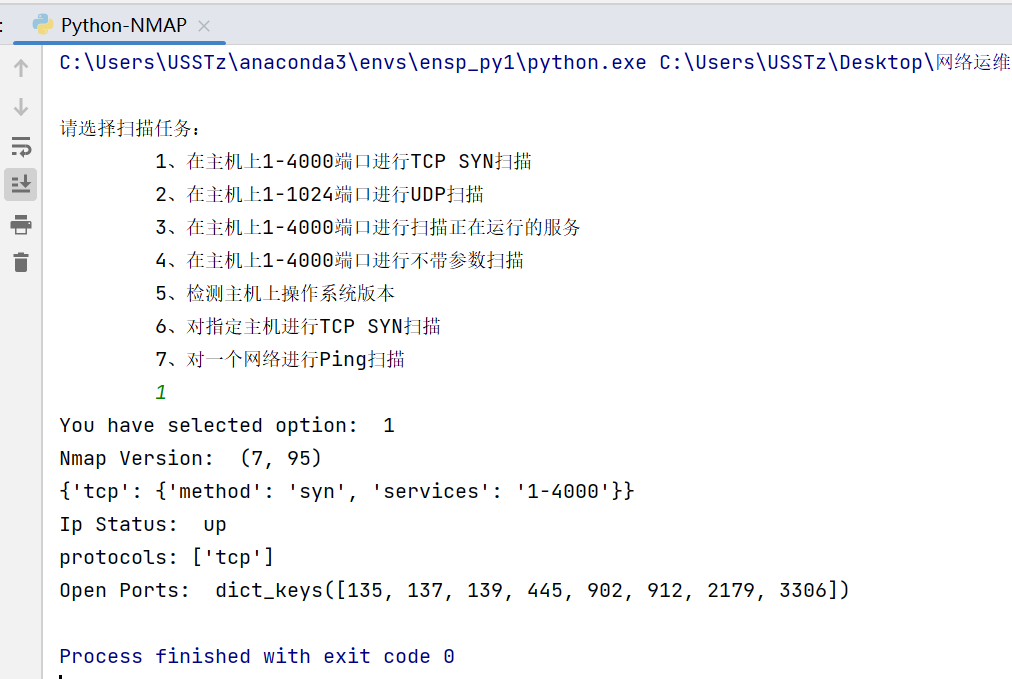 :
Python-NMAP
C:\Users\USSTz\anaconda3\envs\ensp_py1\python.exe C:\Users\USSTz\Desktop\网络运维
请选择扫描任务：
1、在主机上1-4000端口进行TCP SYN扫描
2、在主机上1-1024端口进行UDP扫描
3、在主机上1-4000端口进行扫描正在运行的服务
4、在主机上1-4000端口进行不带参数扫描
5、检测主机上操作系统版本
6、对指定主机进行TCP SYN扫描
7、对一个网络进行Ping扫描
1
You have selected option:  1
Nmap Version:  (7, 95)
{'tcp': {'method': 'syn', 'services': '1-4000'}}
Ip Status:  up
protocols: ['tcp']
Open Ports:  dict_keys([135, 137, 139, 445, 902, 912, 2179, 3306])
Process finished with exit code 0